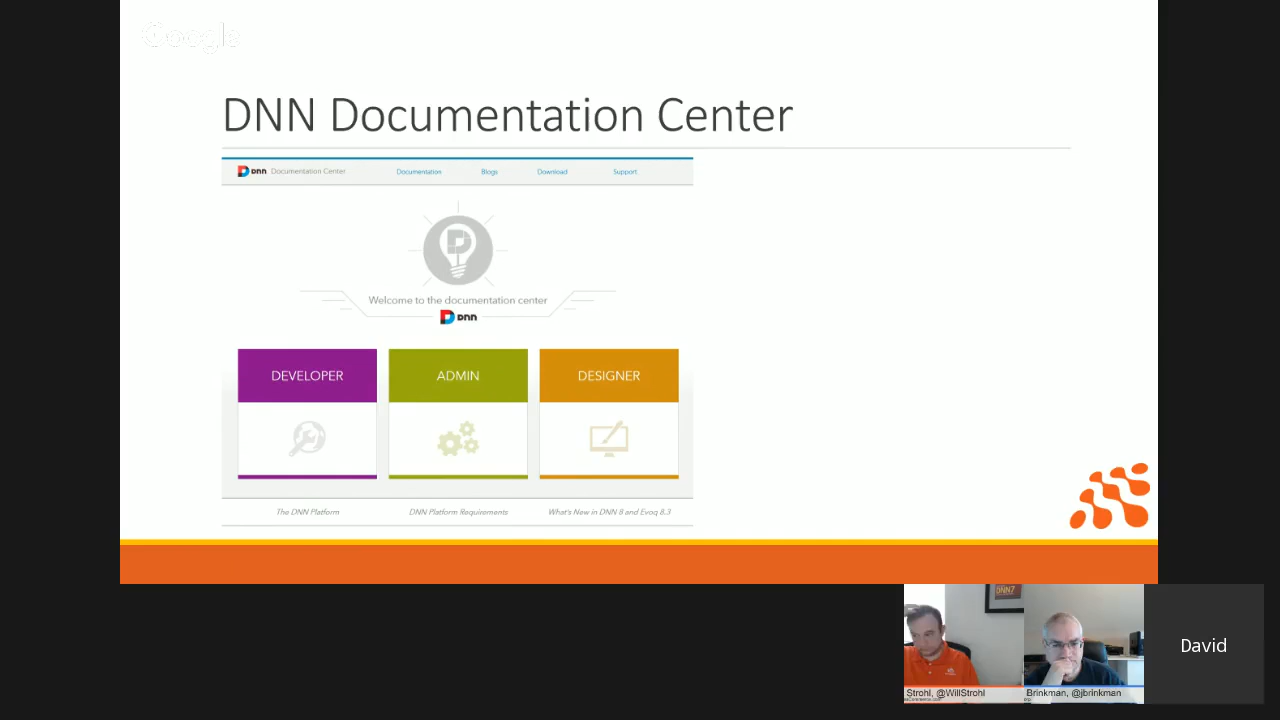 Google
DNN Documentation Center
DNN Documentation Center Documentation Blogs Download Support
Welcome to the documentation center
DNN
DEVELOPER ADMIN DESIGNER
The DNN Platform DNN Platform Requirements What's New in DNN 8 and Evoq 8.3
DNN7
David
Strohl, @WillStrohl Brinkman, @jbrinkman